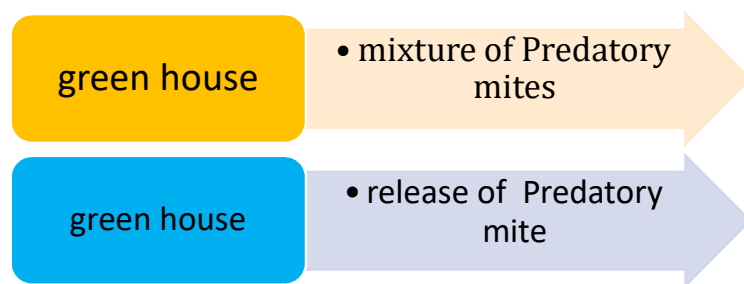 green house
• mixture of Predatory
mites
green house
• release of Predatory
mite